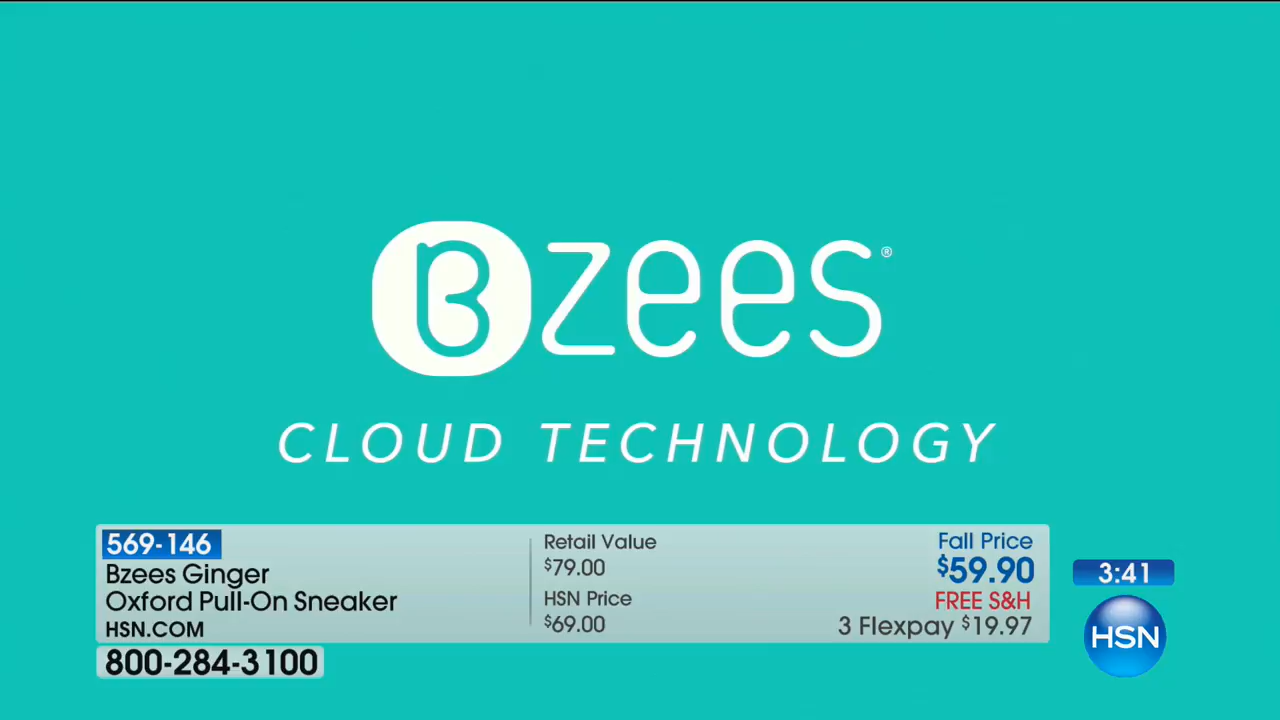 Bzees®
CLOUD TECHNOLOGY
569-146
Bzees Ginger
Oxford Pull-On Sneaker
HSN.COM
800-284-3100
Retail Value
$79.00
HSN Price
$69.00
Fall Price
$59.90
FREE S&H
3 Flexpay $19.97
3:41
HSN